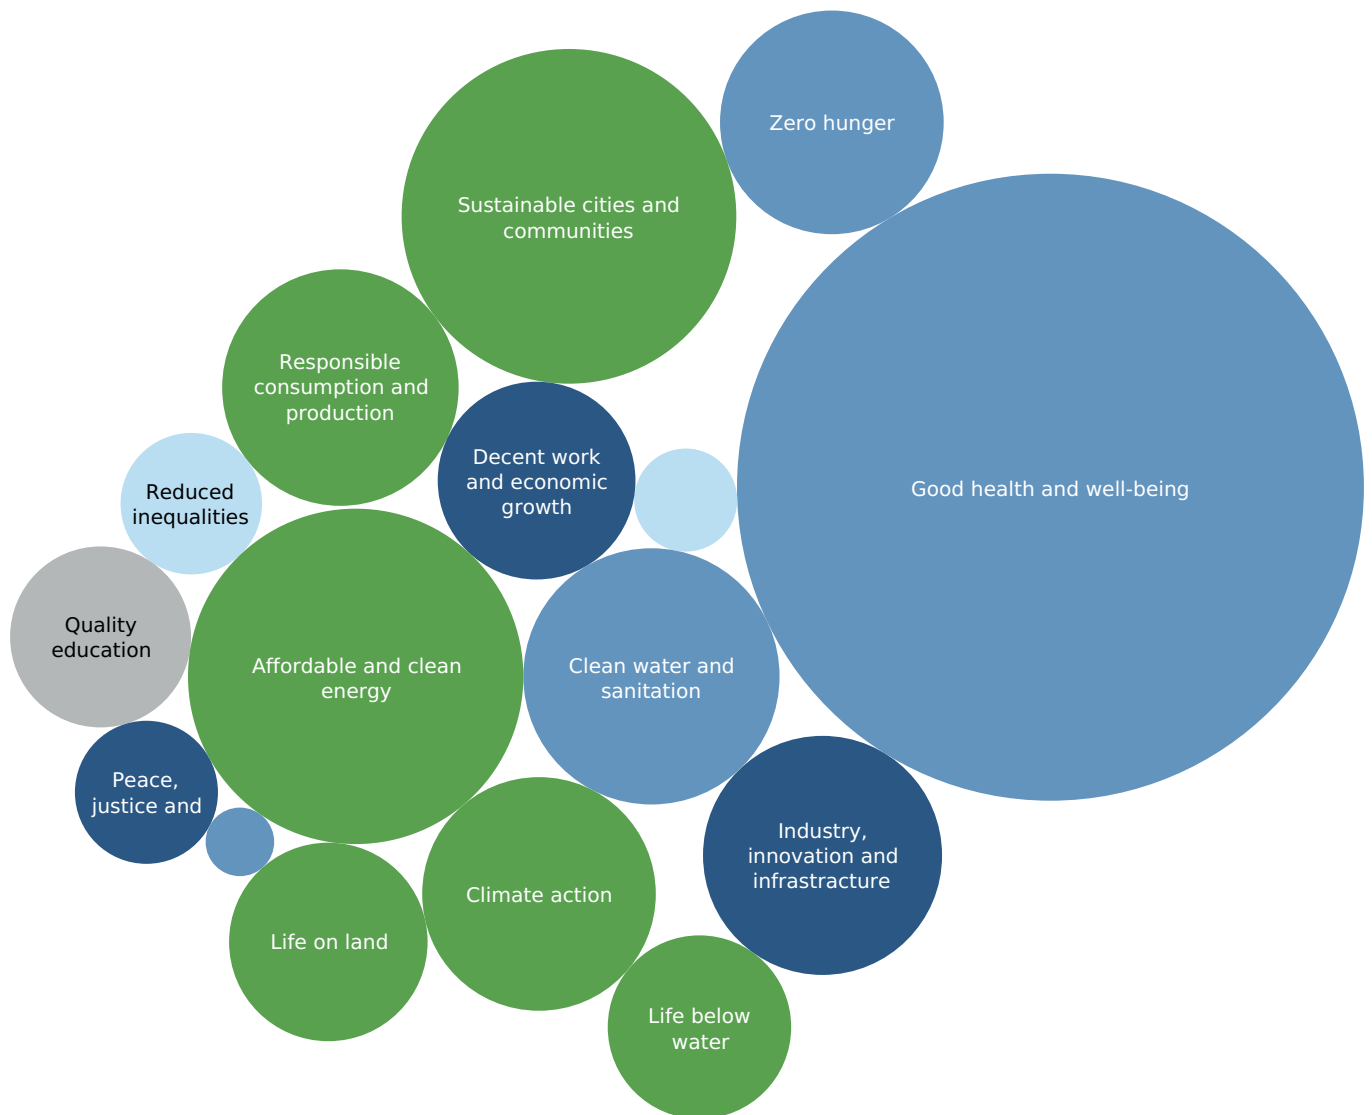 Zero hunger
Sustainable cities and
communities
Responsible
consumption and
production
Decent work
and economic
growth
Reduced
inequalities
Good health and well-being
Quality
education
Affordable and clean
energy
Clean water and
sanitation
Peace,
justice and
Industry,
innovation and
infrastracture
Climate action
Life on land
Life below
water